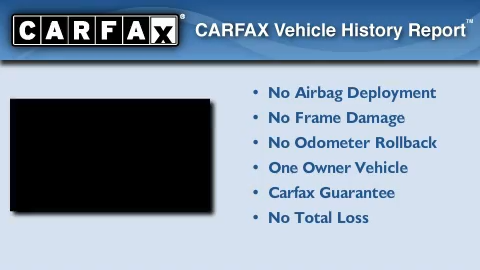 CARFAX® CARFAX Vehicle History Report™
• No Airbag Deployment
• No Frame Damage
• No Odometer Rollback
• One Owner Vehicle
• Carfax Guarantee
• No Total Loss